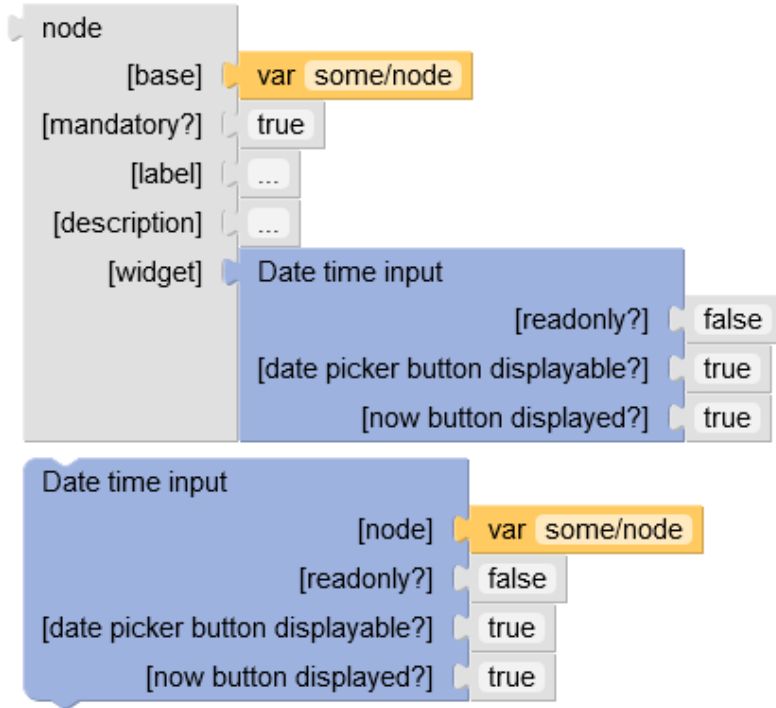 node
[base] var some/node
[mandatory?] true
[label] ...
[description] ...
[widget] Date time input
[readonly?] false
[date picker button displayable?] true
[now button displayed?] true
Date time input
[node] var some/node
[readonly?] false
[date picker button displayable?] true
[now button displayed?] true